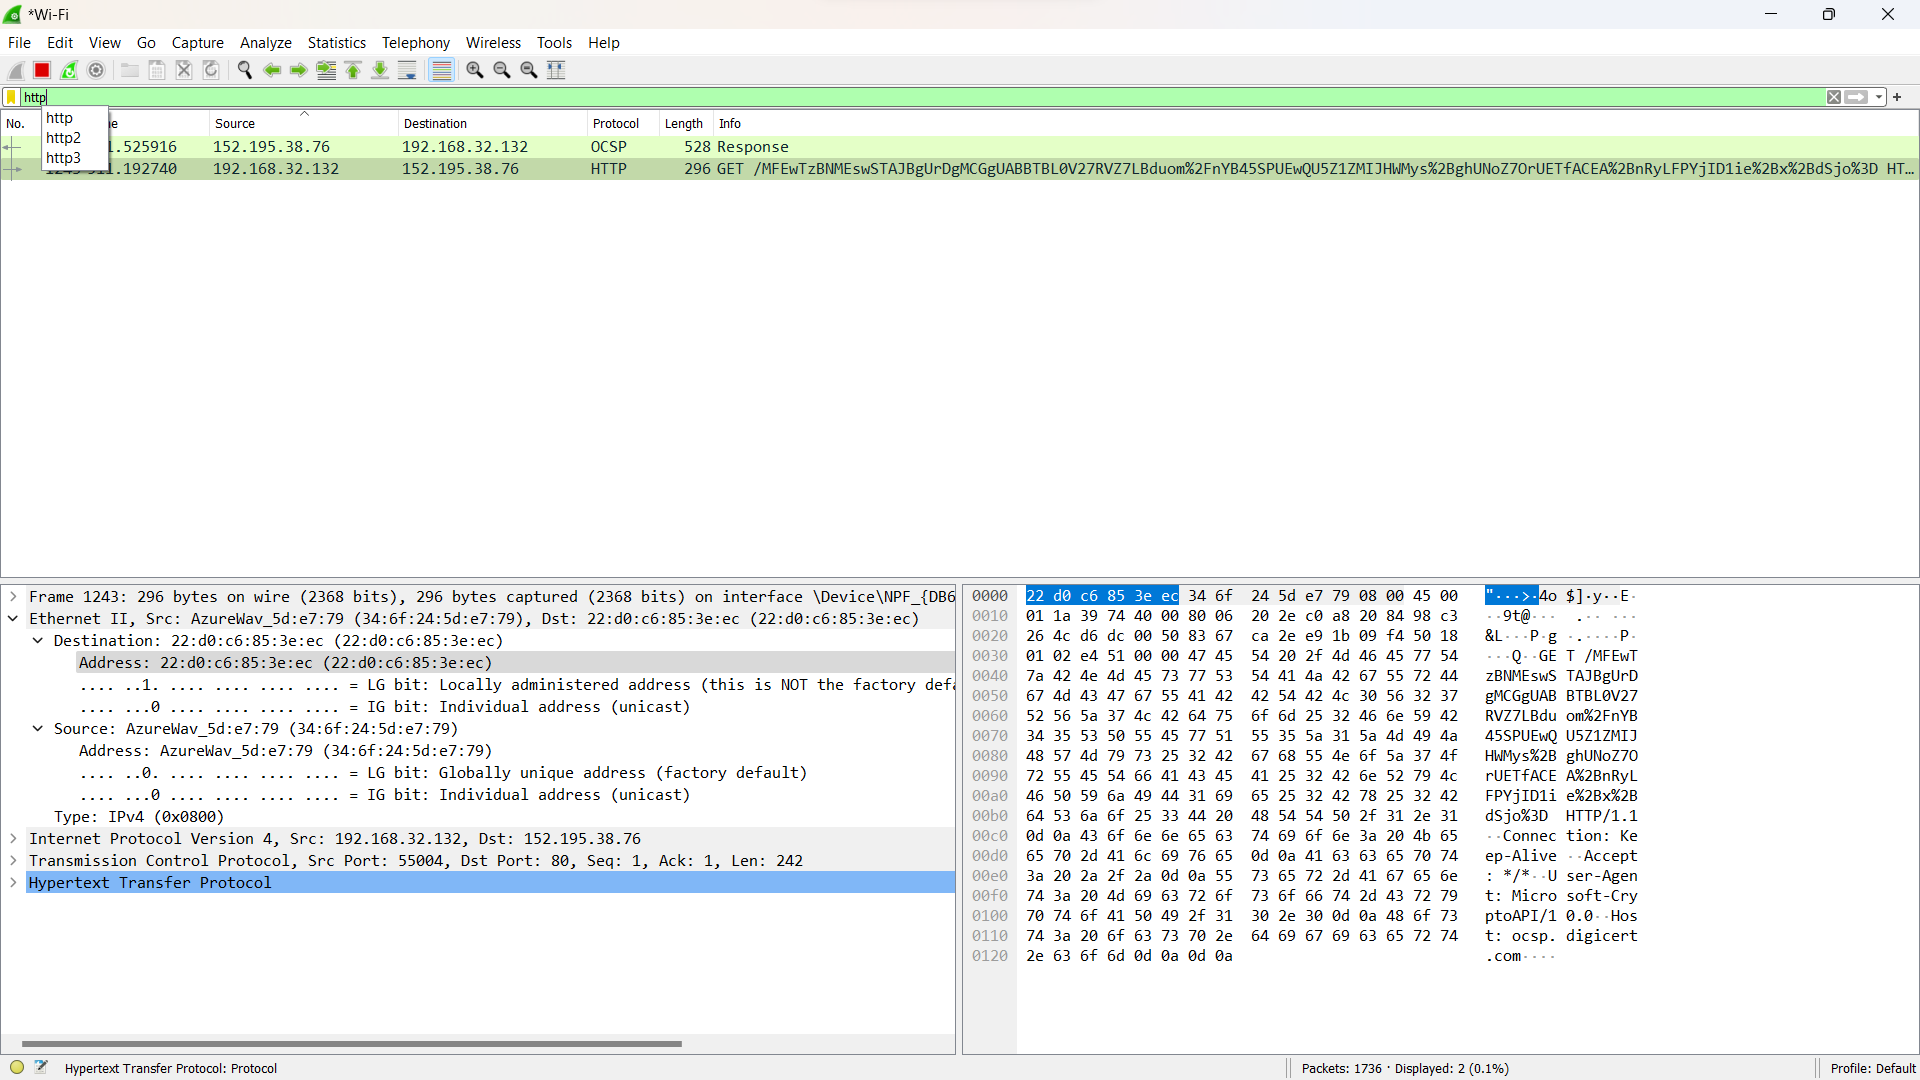 *Wi-Fi
File Edit View Go Capture Analyze Statistics Telephony Wireless Tools Help
http
http
http2
http3
No. Source Destination Protocol Length Info
.525916 152.195.38.76 192.168.32.132 OCSP 528 Response
.192740 192.168.32.132 152.195.38.76 HTTP 296 GET /MFEwTzBNMEswSTAJBgUrDgMCGgUABBTBL0V27RVZ7LBduom%2FnYB45SPUEwQU5Z1ZMIJHWMys%2BghUNoZ7OrUETfACEA%2BnRyLFPYjID1ie%2Bx%2BdSjo%3D HT...
Frame 1243: 296 bytes on wire (2368 bits), 296 bytes captured (2368 bits) on interface \Device\NPF_{DB6
Ethernet II, Src: AzureWav_5d:e7:79 (34:6f:24:5d:e7:79), Dst: 22:d0:c6:85:3e:ec (22:d0:c6:85:3e:ec)
Destination: 22:d0:c6:85:3e:ec (22:d0:c6:85:3e:ec)
Address: 22:d0:c6:85:3e:ec (22:d0:c6:85:3e:ec)
.... ..1. .... .... .... .... = LG bit: Locally administered address (this is NOT the factory defa
.... ...0 .... .... .... .... = IG bit: Individual address (unicast)
Source: AzureWav_5d:e7:79 (34:6f:24:5d:e7:79)
Address: AzureWav_5d:e7:79 (34:6f:24:5d:e7:79)
.... ..0. .... .... .... .... = LG bit: Globally unique address (factory default)
.... ...0 .... .... .... .... = IG bit: Individual address (unicast)
Type: IPv4 (0x0800)
Internet Protocol Version 4, Src: 192.168.32.132, Dst: 152.195.38.76
Transmission Control Protocol, Src Port: 55004, Dst Port: 80, Seq: 1, Ack: 1, Len: 242
Hypertext Transfer Protocol
0000 22 d0 c6 85 3e ec 34 6f 24 5d e7 79 08 00 45 00 "···>·4o $]·y··E·
0010 01 1a 39 74 40 00 80 06 20 2e c0 a8 20 84 98 c3 ··9t@··· .·· ···
0020 26 4c d6 dc 00 50 83 67 ca 2e e9 1b 09 f4 50 18 &L···P·g ·.····P·
0030 01 02 e4 51 00 00 47 45 54 20 2f 4d 46 45 77 54 ···Q··GE T /MFEwT
0040 7a 42 4e 4d 45 73 77 53 54 41 4a 42 67 55 72 44 zBNMEswS TAJBgUrD
0050 67 4d 43 47 67 55 41 42 42 54 42 4c 30 56 32 37 gMCGgUAB BTBL0V27
0060 52 56 5a 37 4c 42 64 75 6f 6d 25 32 46 6e 59 42 RVZ7LBdu om%2FnYB
0070 34 35 53 50 55 45 77 51 55 35 5a 31 5a 4d 49 4a 45SPUEwQ U5Z1ZMIJ
0080 48 57 4d 79 73 25 32 42 67 68 55 4e 6f 5a 37 4f HWMys%2B ghUNoZ7O
0090 72 55 45 54 66 41 43 45 41 25 32 42 6e 52 79 4c rUETfACE A%2BnRyL
00a0 46 50 59 6a 49 44 31 69 65 25 32 42 78 25 32 42 FPYjID1i e%2Bx%2B
00b0 64 53 6a 6f 25 33 44 20 48 54 54 50 2f 31 2e 31 dSjo%3D HTTP/1.1
00c0 0d 0a 43 6f 6e 6e 65 63 74 69 6f 6e 3a 20 4b 65 ··Connec tion: Ke
00d0 65 70 2d 41 6c 69 76 65 0d 0a 41 63 63 65 70 74 ep-Alive ··Accept
00e0 3a 20 2a 2f 2a 0d 0a 55 73 65 72 2d 41 67 65 6e : */*··U ser-Agen
00f0 74 3a 20 4d 69 63 72 6f 73 6f 66 74 2d 43 72 79 t: Micro soft-Cry
0100 70 74 6f 41 50 49 2f 31 30 2e 30 0d 0a 48 6f 73 ptoAPI/1 0.0··Hos
0110 74 3a 20 6f 63 73 70 2e 64 69 67 69 63 65 72 74 t: ocsp. digicert
0120 2e 63 6f 6d 0d 0a 0d 0a .com····
Hypertext Transfer Protocol: Protocol Packets: 1736 · Displayed: 2 (0.1%) Profile: Default